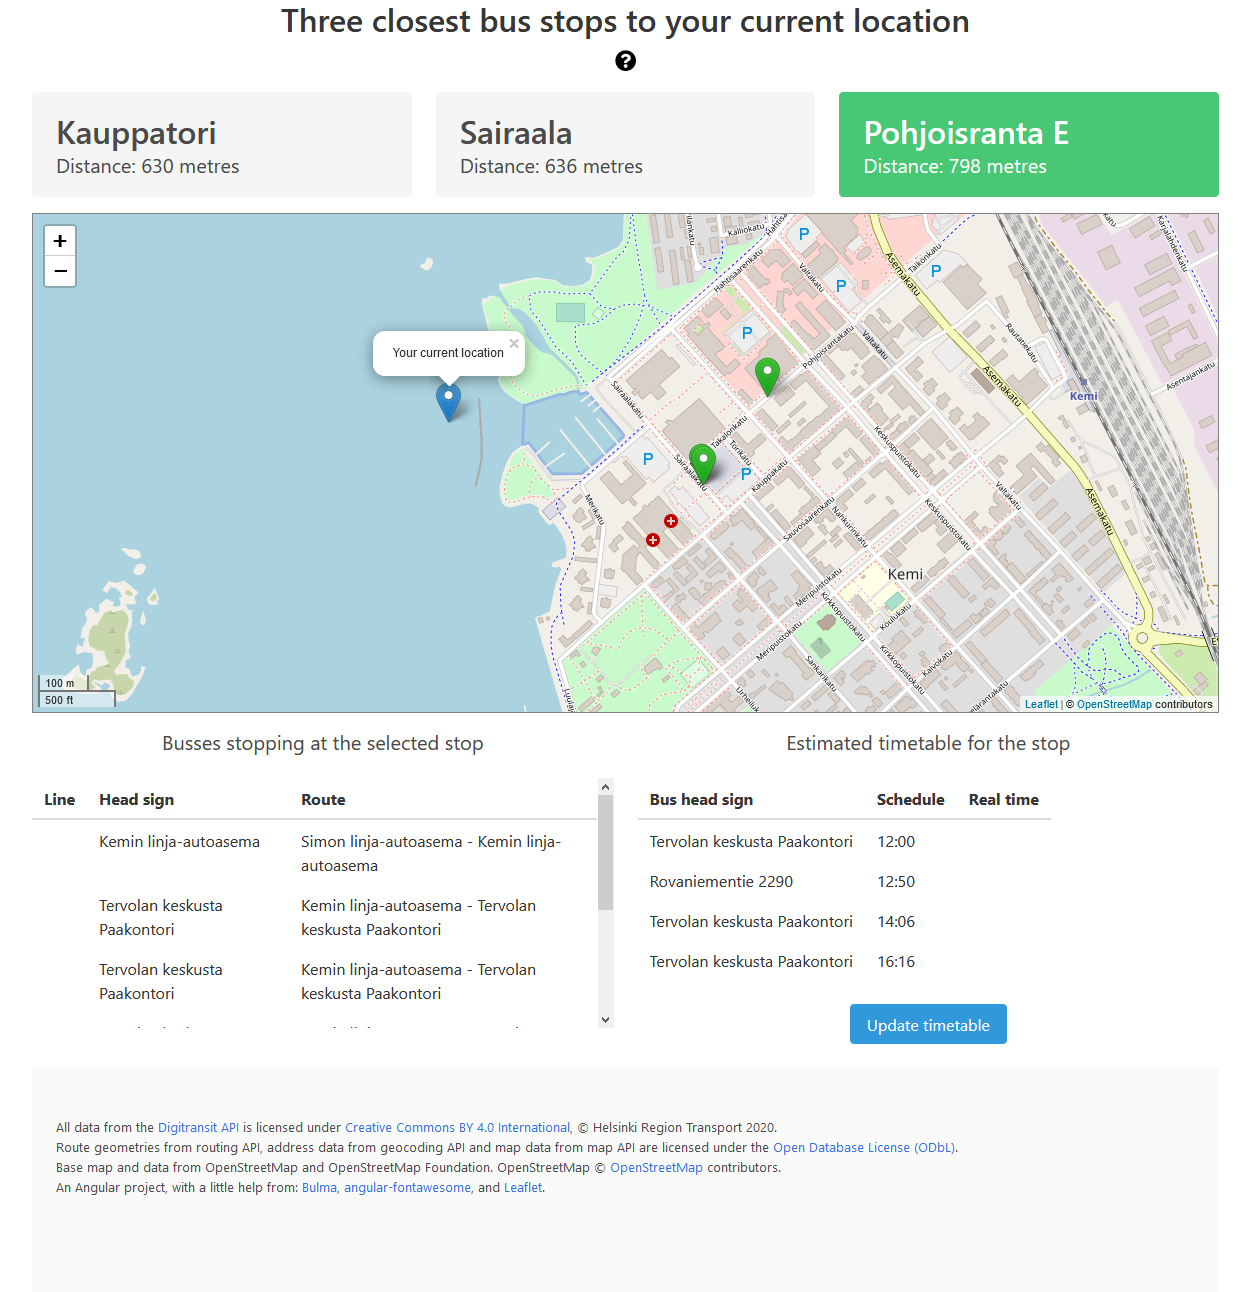 Three closest bus stops to your current location
?
Kauppatori
Distance: 630 metres
Sairaala
Distance: 636 metres
Pohjoisranta E
Distance: 798 metres
+
−
Your current location
×
Kalliokatu
Hahtisaarenkatu
Valtakatu
Taikonkatu
Asemakatu
Karjalahdenkatu
P
P
P
P
P
P
Pohjoisrantakatu
Valtakatu
Rautatiekatu
Asentajankatu
Kemi
Asemakatu
Sairaalakatu
Takalonkatu
Torikatu
Sairaalakatu
Kauppakatu
Keskuspuistokatu
Merikatu
Sauvosaarenkatu
Nahkurinkatu
Keskuspuistokatu
Valtakatu
Asemakatu
Kemi
Meripuistokatu
Kirkkopuistokatu
Koulukatu
Meripuistokatu
Kirkkopuistokatu
Kaivokatu
Sankarikatu
100 m
500 ft
Leaflet | © OpenStreetMap contributors
Busses stopping at the selected stop
Line Head sign Route
Kemin linja-autoasema Simon linja-autoasema - Kemin linja-
autoasema
Tervolan keskusta Kemin linja-autoasema - Tervolan
Paakontori keskusta Paakontori
Tervolan keskusta Kemin linja-autoasema - Tervolan
Paakontori keskusta Paakontori
Estimated timetable for the stop
Bus head sign Schedule Real time
Tervolan keskusta Paakontori 12:00
Rovaniementie 2290 12:50
Tervolan keskusta Paakontori 14:06
Tervolan keskusta Paakontori 16:16
Update timetable
All data from the Digitransit API is licensed under Creative Commons BY 4.0 International, © Helsinki Region Transport 2020.
Route geometries from routing API, address data from geocoding API and map data from map API are licensed under the Open Database License (ODbL).
Base map and data from OpenStreetMap and OpenStreetMap Foundation. OpenStreetMap © OpenStreetMap contributors.
An Angular project, with a little help from: Bulma, angular-fontawesome, and Leaflet.